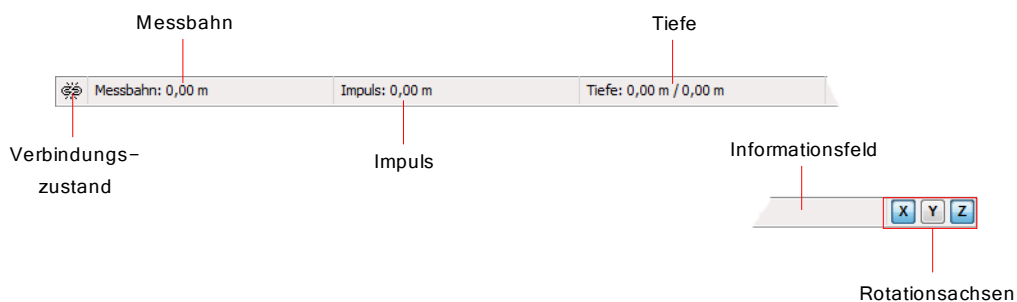 Messbahn
Tiefe
Messbahn: 0,00 m
Impuls: 0,00 m
Tiefe: 0,00 m / 0,00 m
Verbindungs-
zustand
Impuls
Informationsfeld
X Y Z
Rotationsachsen